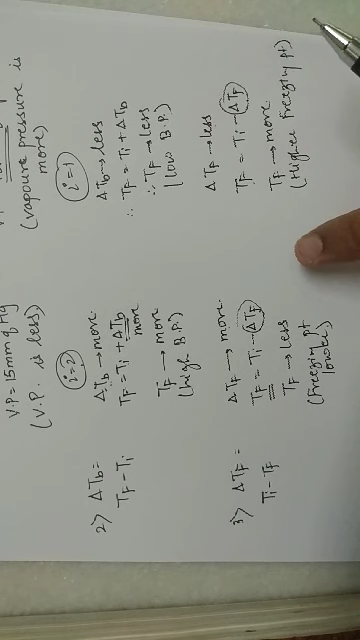 V.P = 15mm of Hg
(V.P. is less)
(vapoure pressure is
more)
i=2
i=1
2) ΔTb =
TF - Ti
ΔTb → more
TF = Ti + ΔTb
more
TF → more
(high B.P.)
ΔTb → less
∴ TF = Ti + ΔTb
∴ TF → less
(low B.P.)
3) ΔTF =
Ti - TF
ΔTF → more.
TF = Ti - ΔTF
TF → less
(Freezing pt
lower)
ΔTF → less
TF = Ti - ΔTF
TF → more
(Higher Freezing pt)